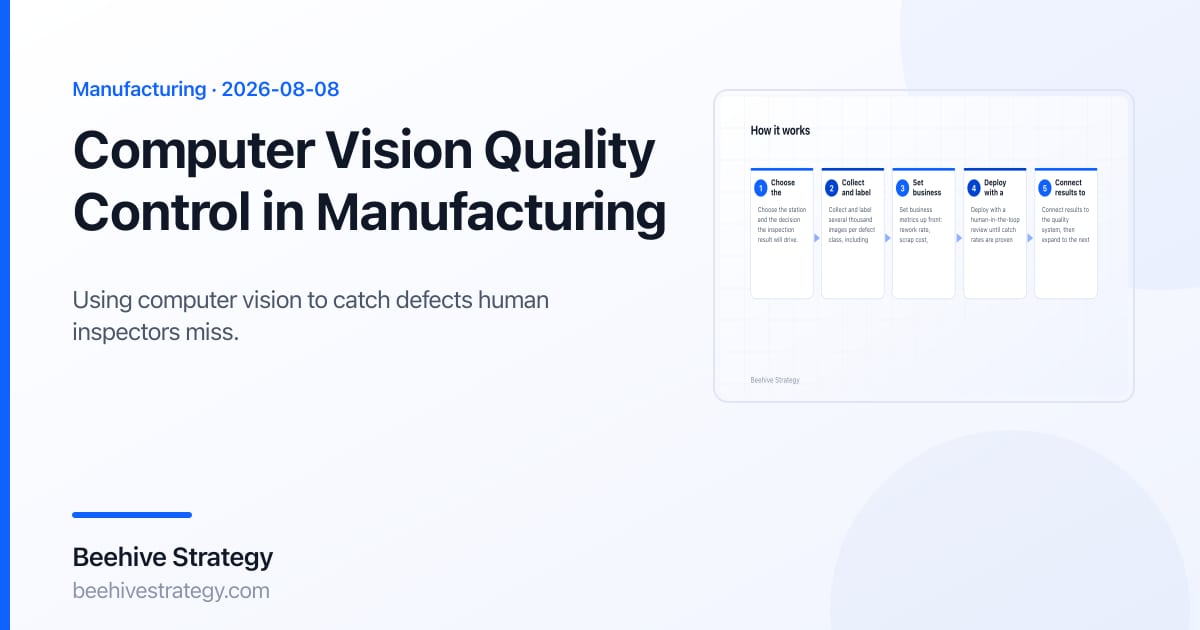 Manufacturing · 2026-08-08
Computer Vision Quality
Control in Manufacturing
Using computer vision to catch defects human
inspectors miss.
How it works
1
Choose
the
Choose the station
and the decision
the inspection
result will drive.
2
Collect
and label
Collect and label
several thousand
images per defect
class, including
3
Set
business
Set business
metrics up front:
rework rate,
scrap cost,
4
Deploy
with a
Deploy with a
human-in-the-loop
review until catch
rates are proven
5
Connect
results to
Connect results to
the quality
system, then
expand to the next
Beehive Strategy
Beehive Strategy
beehivestrategy.com